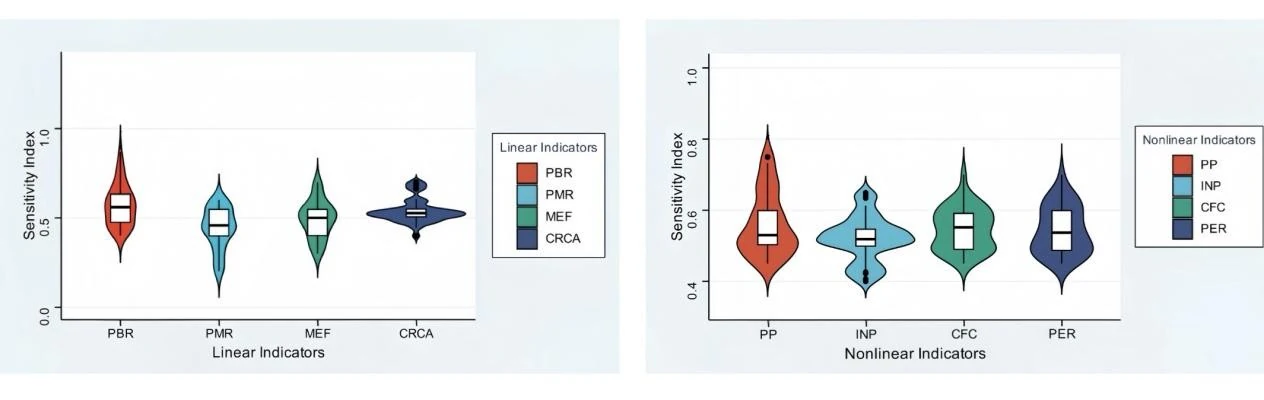 Sensitivity Index
1.0
0.5
0.0
PBR PMR MEF CRCA
Linear Indicators
Linear Indicators
PBR
PMR
MEF
CRCA
Sensitivity Index
1.0
0.8
0.6
0.4
PP INP CFC PER
Nonlinear Indicators
Nonlinear Indicators
PP
INP
CFC
PER